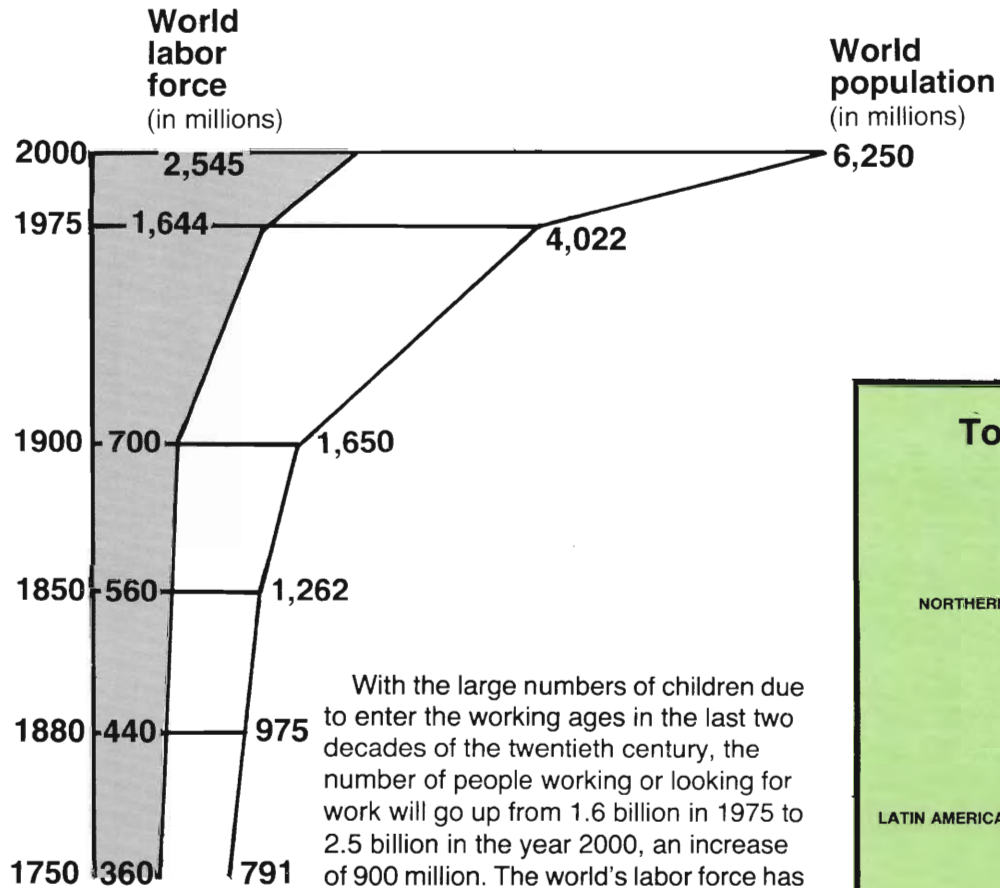 World
labor
force
(in millions)
World
population
(in millions)
2000 2,545 6,250
1975 1,644 4,022
1900 700 1,650
1850 560 1,262
1880 440 975
1750 360 791
With the large numbers of children due
to enter the working ages in the last two
decades of the twentieth century, the
number of people working or looking for
work will go up from 1.6 billion in 1975 to
2.5 billion in the year 2000, an increase
of 900 million. The world's labor force has
To
NORTHER
LATIN AMERICA